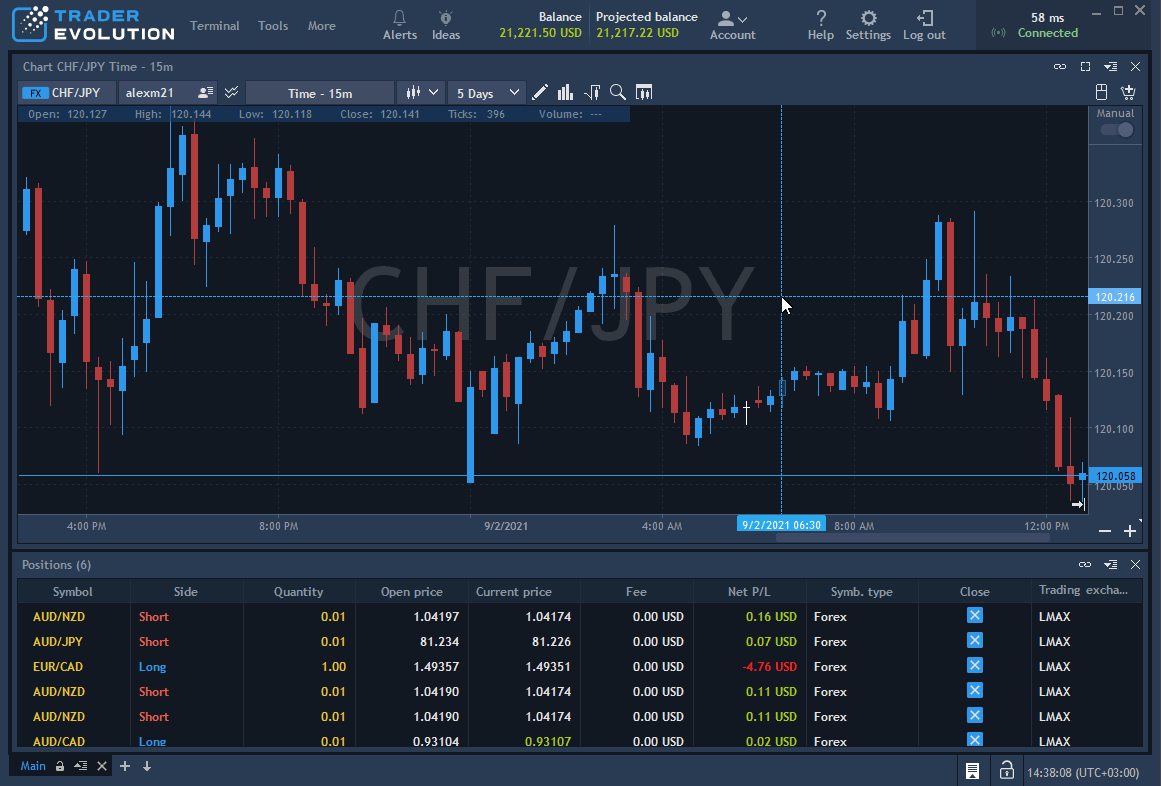 TRADER
EVOLUTION
Terminal Tools More
Alerts Ideas
Balance Projected balance
21,221.50 USD 21,217.22 USD
Account
? Help Settings Log out
58 ms
Connected
Chart CHF/JPY Time - 15m
FX CHF/JPY alexm21 Time - 15m 5 Days
Open: 120.127 High: 120.144 Low: 120.118 Close: 120.141 Ticks: 396 Volume: ---
Manual
CHF/JPY
120.300
120.250
120.216
120.200
120.150
120.100
120.058
120.050
4:00 PM 8:00 PM 9/2/2021 4:00 AM 9/2/2021 06:30 8:00 AM 12:00 PM
Positions (6)
Symbol Side Quantity Open price Current price Fee Net P/L Symb. type Close Trading excha...
AUD/NZD Short 0.01 1.04197 1.04174 0.00 USD 0.16 USD Forex LMAX
AUD/JPY Short 0.01 81.234 81.226 0.00 USD 0.07 USD Forex LMAX
EUR/CAD Long 1.00 1.49357 1.49351 0.00 USD -4.76 USD Forex LMAX
AUD/NZD Short 0.01 1.04190 1.04174 0.00 USD 0.11 USD Forex LMAX
AUD/NZD Short 0.01 1.04190 1.04174 0.00 USD 0.11 USD Forex LMAX
AUD/CAD Long 0.01 0.93104 0.93107 0.00 USD 0.02 USD Forex LMAX
Main
14:38:08 (UTC+03:00)